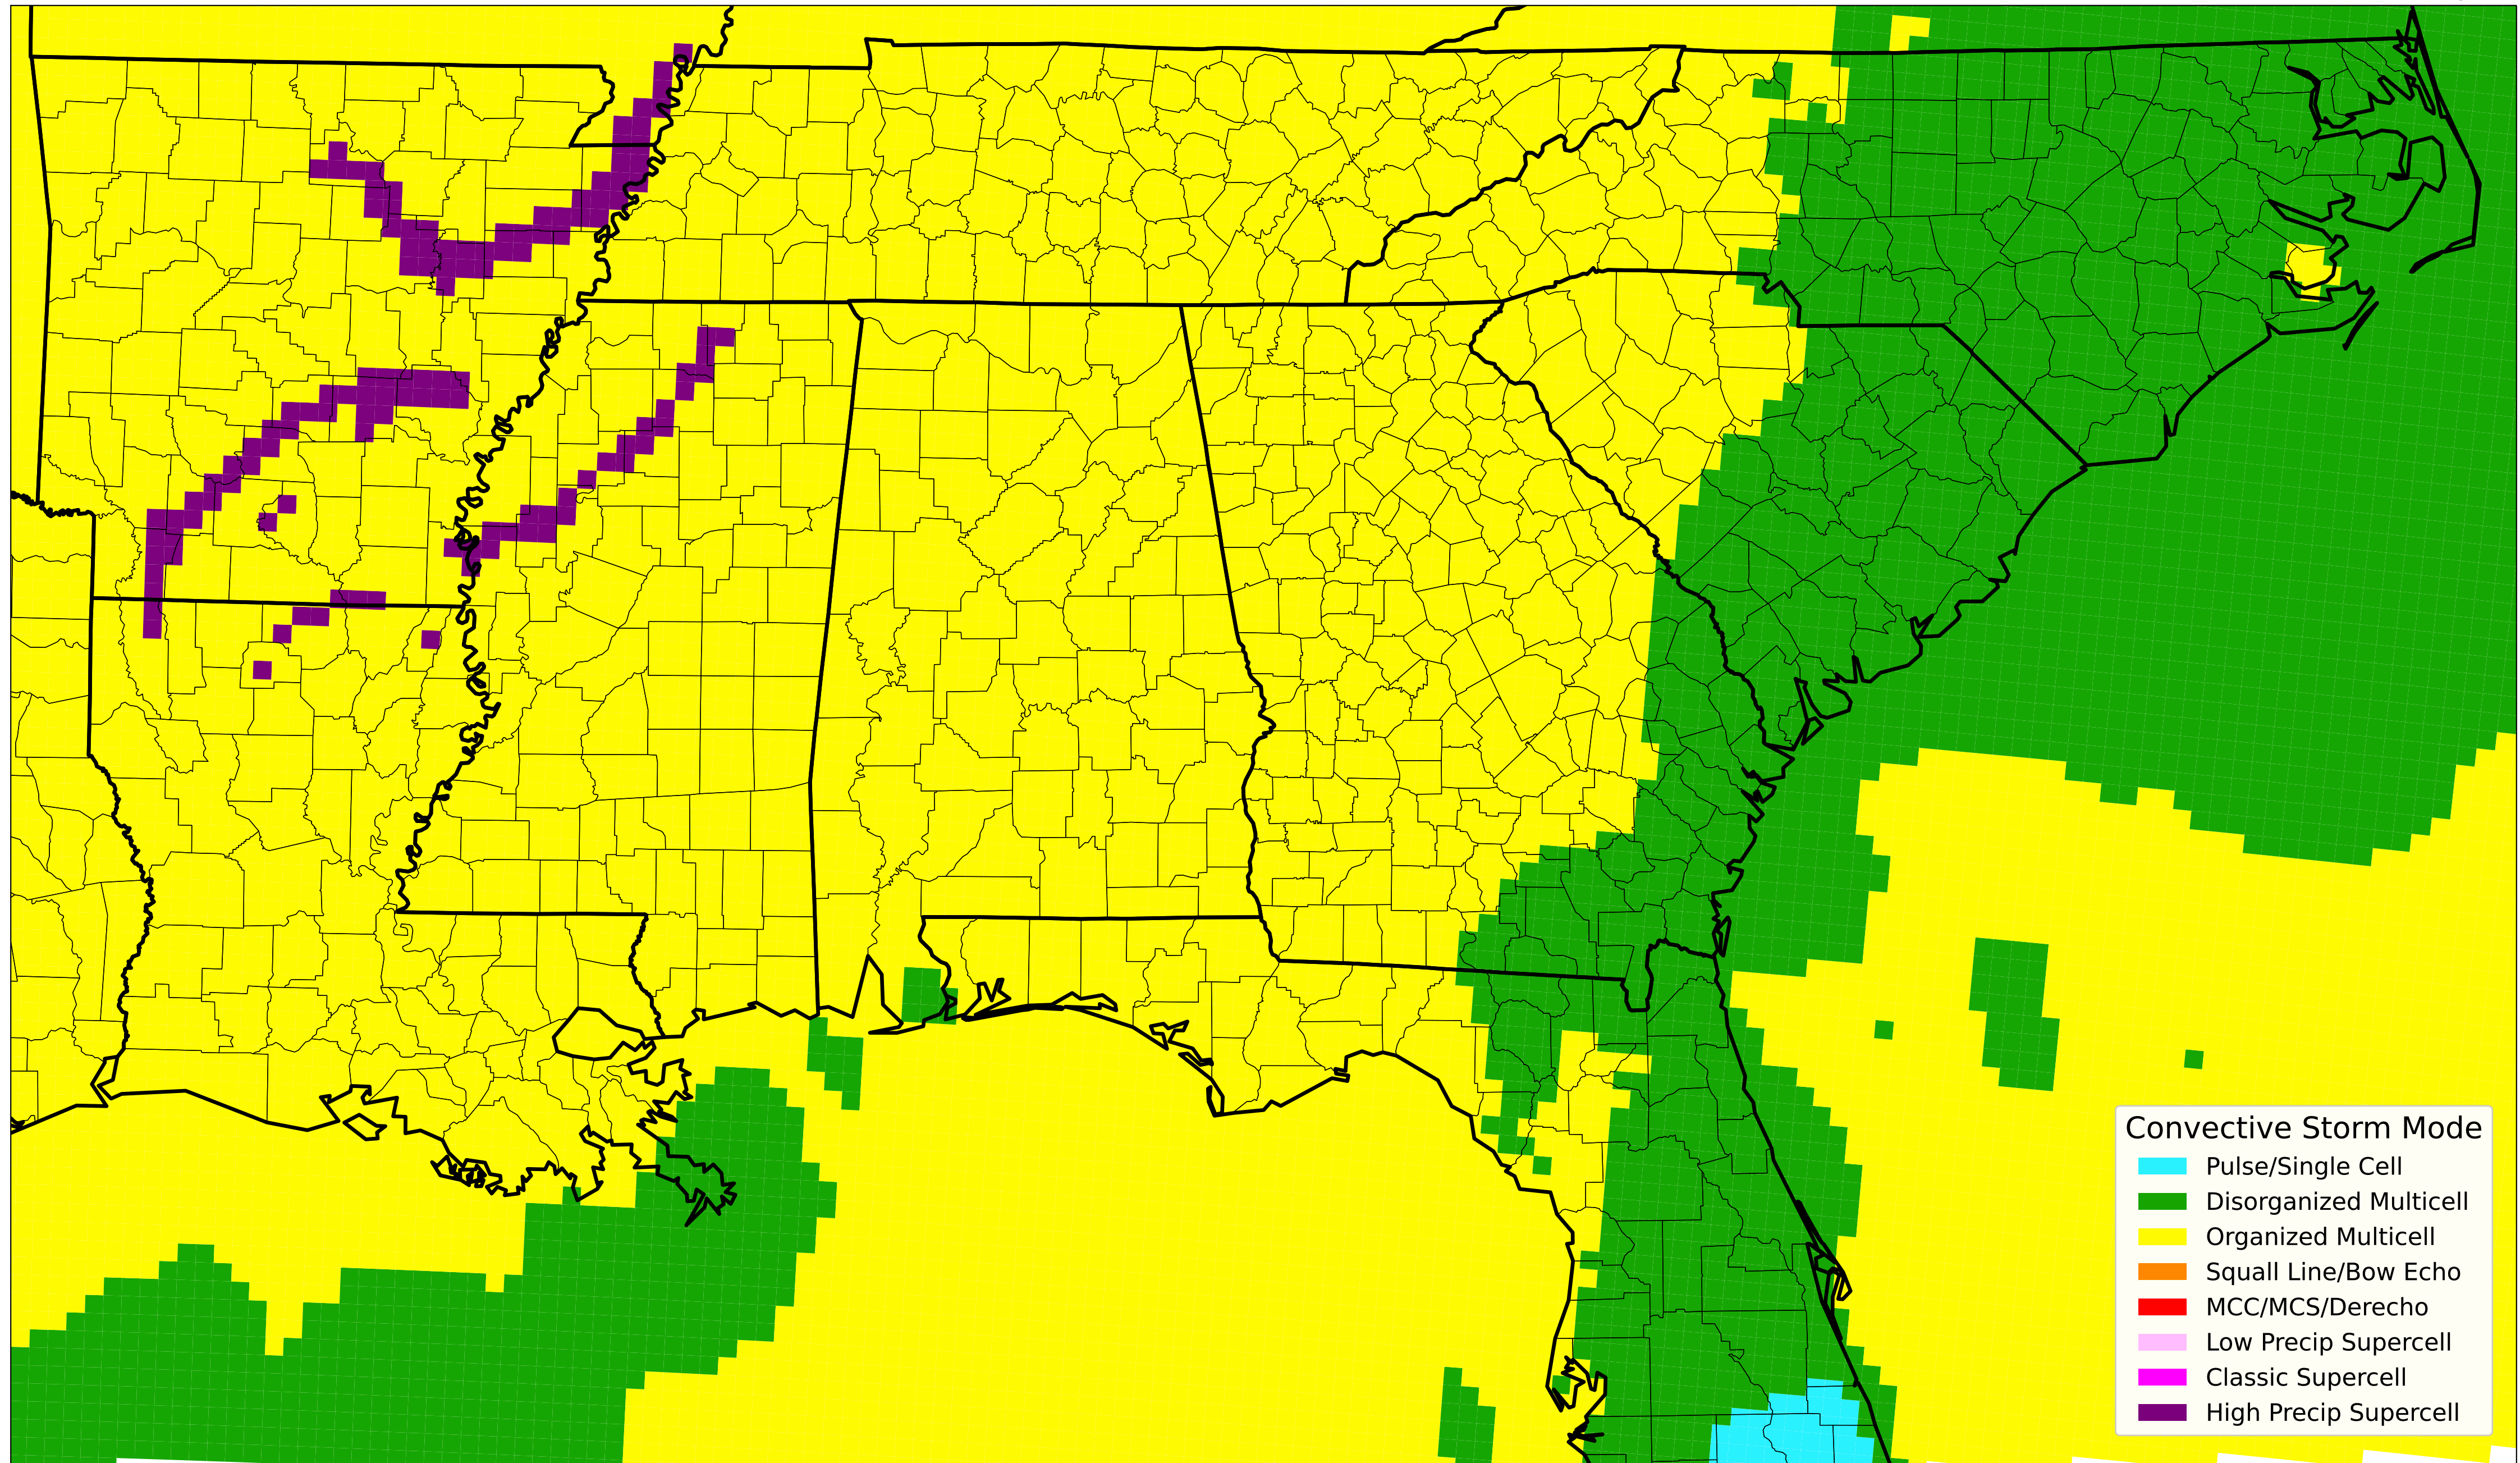 Convective Storm Mode
Pulse/Single Cell
Disorganized Multicell
Organized Multicell
Squall Line/Bow Echo
MCC/MCS/Derecho
Low Precip Supercell
Classic Supercell
High Precip Supercell